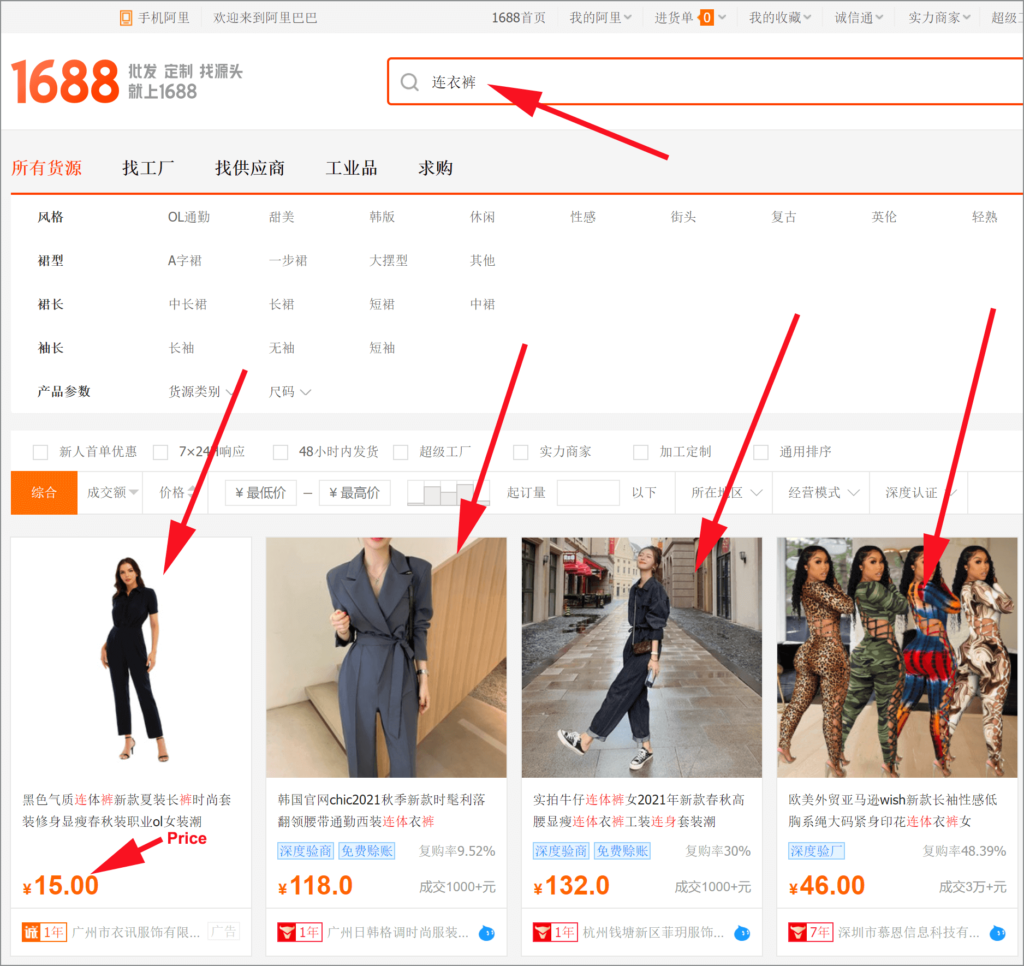 手机阿里 欢迎来到阿里巴巴 1688首页 我的阿里 进货单 0 我的收藏 诚信通 实力商家 超级
1688 批发 定制 找源头
就上1688
连衣裤
所有货源 找工厂 找供应商 工业品 求购
风格 OL通勤 甜美 韩版 休闲 性感 街头 复古 英伦 轻熟
裙型 A字裙 一步裙 大摆型 其他
裙长 中长裙 长裙 短裙 中裙
袖长 长袖 无袖 短袖
产品参数 货源类别 尺码
新人首单优惠 7×24H响应 48小时内发货 超级工厂 实力商家 加工定制 通用排序
综合 成交额 价格 ¥最低价 — ¥最高价 起订量 以下 所在地区 经营模式 深度认证
黑色气质连体裤新款夏装长裤时尚套
装修身显瘦春秋装职业ol女装潮
Price
¥15.00
诚 1年 广州市衣讯服饰有限... 广告
韩国官网chic2021秋季新款时髦利落
翻领腰带通勤西装连体衣裤
深度验商 免费赊账 复购率9.52%
¥118.0 成交1000+元
1年 广州日韩格调时尚服装...
实拍牛仔连体裤女2021年新款春秋高
腰显瘦连体衣裤工装连身套装潮
深度验商 免费赊账 复购率30%
¥132.0 成交1000+元
1年 杭州钱塘新区菲玥服饰...
欧美外贸亚马逊wish新款长袖性感低
胸系绳大码紧身印花连体衣裤女
深度验厂 复购率48.39%
¥46.00 成交3万+元
7年 深圳市慕恩信息科技有...